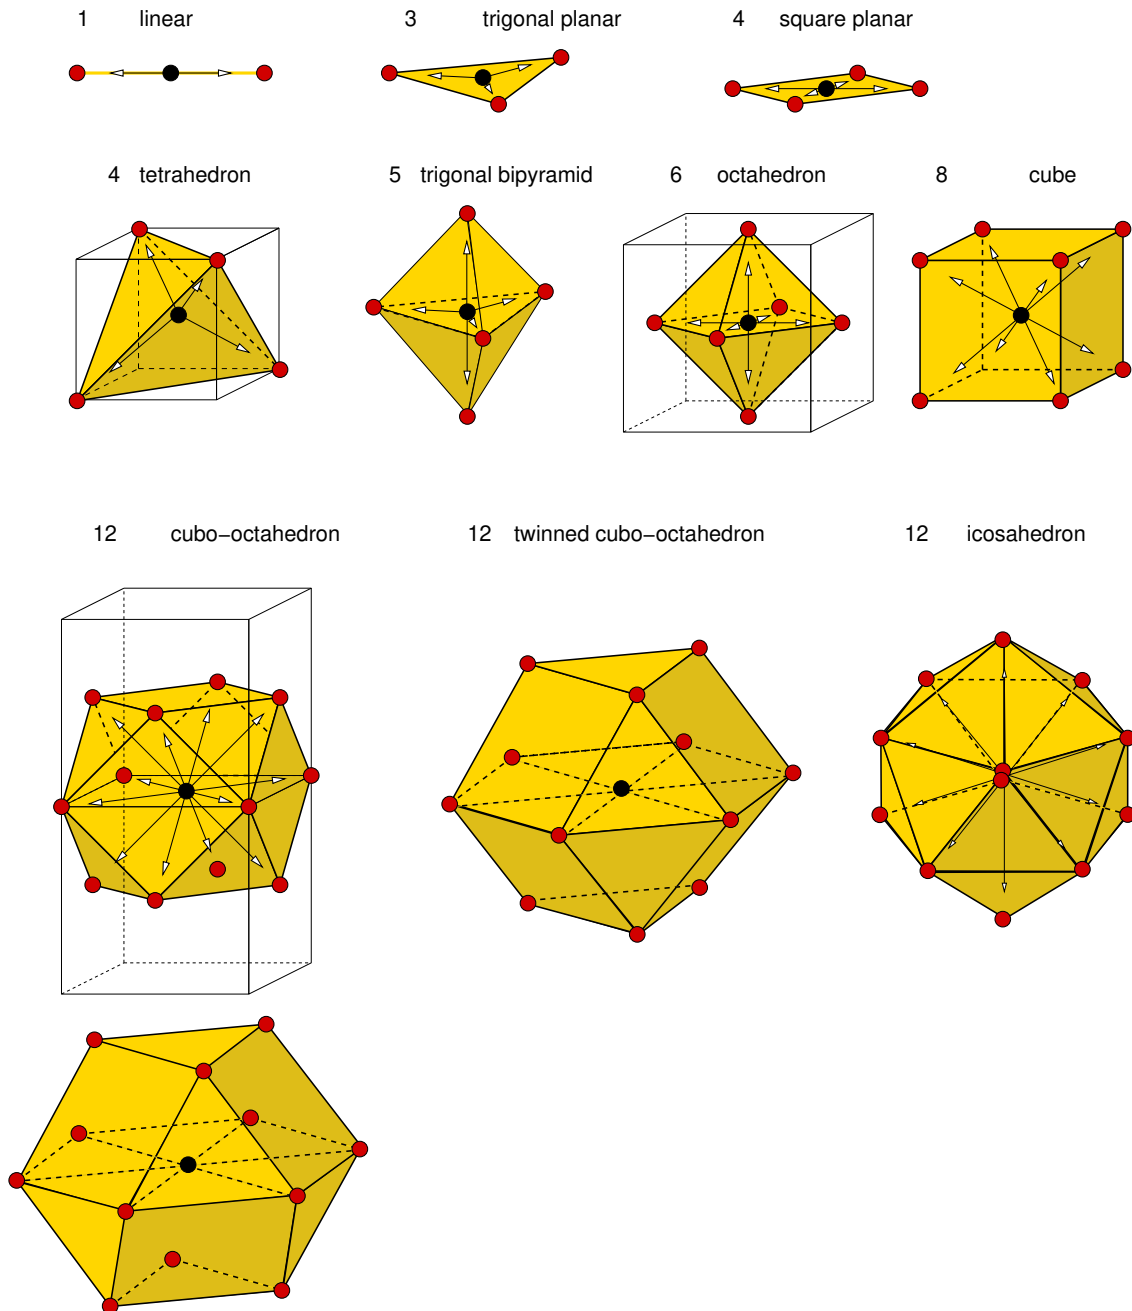 1 linear 3 trigonal planar 4 square planar
4 tetrahedron 5 trigonal bipyramid 6 octahedron 8 cube
12 cubo−octahedron 12 twinned cubo−octahedron 12 icosahedron